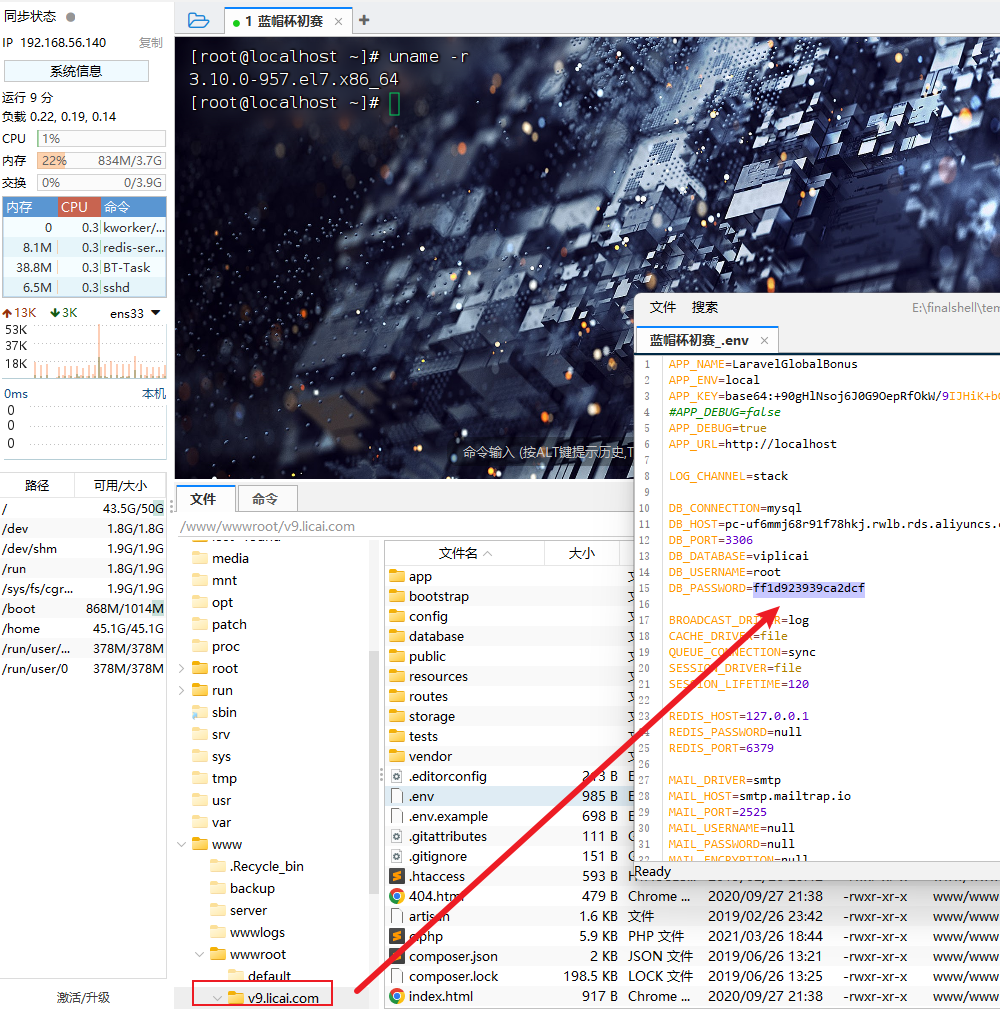 同步状态
IP 192.168.56.140 复制
系统信息
运行 9 分
负载 0.22, 0.19, 0.14
CPU 1%
内存 22% 834M/3.7G
交换 0% 0/3.9G
内存 CPU 命令
0 0.3 kworker/...
8.1M 0.3 redis-ser...
38.8M 0.3 BT-Task
6.5M 0.3 sshd
13K 3K ens33
53K
37K
18K
0ms 本机
0
0
0
路径 可用/大小
/ 43.5G/50G
/dev 1.8G/1.8G
/dev/shm 1.9G/1.9G
/run 1.8G/1.9G
/sys/fs/cgr... 1.9G/1.9G
/boot 868M/1014M
/home 45.1G/45.1G
/run/user/... 378M/378M
/run/user/0 378M/378M
激活/升级
1 蓝帽杯初赛
[root@localhost ~]# uname -r
3.10.0-957.el7.x86_64
[root@localhost ~]#
命令输入 (按ALT键提示历史,T
文件 命令
/www/wwwroot/v9.licai.com
media
mnt
opt
patch
proc
root
run
sbin
srv
sys
tmp
usr
var
www
.Recycle_bin
backup
server
wwwlogs
wwwroot
default
v9.licai.com
文件名 大小
app
bootstrap
config
database
public
resources
routes
storage
tests
vendor
.editorconfig B
.env 985 B
.env.example 698 B
.gitattributes 111 B
.gitignore 151 B
.htaccess 593 B
404.html 479 B Chrome ... 2020/09/27 21:38 -rwxr-xr-x www/www
artisan 1.6 K 文件 2019/02/26 23:42 -rwxr-xr-x www/www
.php 5.9 K PHP 文件 2021/03/26 18:44 -rwxr-xr-x www/www
composer.json 2 K JSON 文件 2019/06/26 13:21 -rwxr-xr-x www/www
composer.lock 198.5 K LOCK 文件 2019/06/26 13:25 -rwxr-xr-x www/www
index.html 917 B Chrome ... 2020/09/27 21:38 -rwxr-xr-x www/www
文件 搜索 E:\finalshell\tem
蓝帽杯初赛_.env
1 APP_NAME=LaravelGlobalBonus
2 APP_ENV=local
3 APP_KEY=base64:+90gHlNsoj6J0G9OepRfOkW/9IJHiK+b
4 #APP_DEBUG=false
5 APP_DEBUG=true
6 APP_URL=http://localhost
7
8 LOG_CHANNEL=stack
9
10 DB_CONNECTION=mysql
11 DB_HOST=pc-uf6mmj68r91f78hkj.rwlb.rds.aliyuncs.
12 DB_PORT=3306
13 DB_DATABASE=viplicai
14 DB_USERNAME=root
15 DB_PASSWORD=ff1d923939ca2dcf
16
17 BROADCAST_DRIVER=log
18 CACHE_DRIVER=file
19 QUEUE_CONNECTION=sync
20 SESSION_DRIVER=file
21 SESSION_LIFETIME=120
22
23 REDIS_HOST=127.0.0.1
24 REDIS_PASSWORD=null
25 REDIS_PORT=6379
26
27 MAIL_DRIVER=smtp
28 MAIL_HOST=smtp.mailtrap.io
29 MAIL_PORT=2525
30 MAIL_USERNAME=null
31 MAIL_PASSWORD=null
32 MAIL_ENCRYPTION=null
Ready